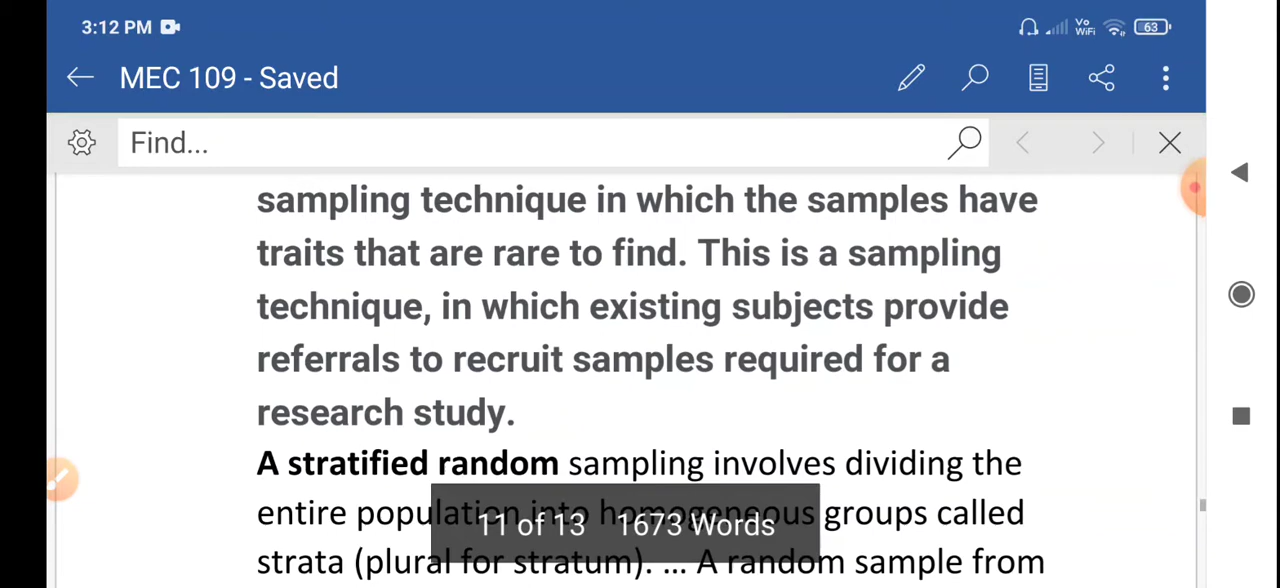 3:12 PM
Vo WiFi 63
MEC 109 - Saved
Find...
sampling technique in which the samples have
traits that are rare to find. This is a sampling
technique, in which existing subjects provide
referrals to recruit samples required for a
research study.
A stratified random sampling involves dividing the
entire population into homogeneous groups called
11 of 13 1673 Words
strata (plural for stratum). ... A random sample from